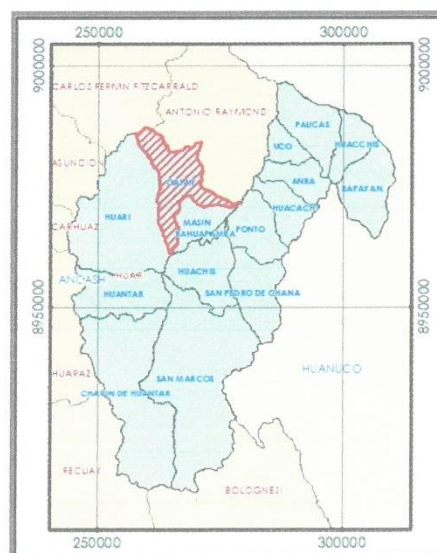 250000 300000
9000000 9000000
CARLOS FERMIN FITZCARRALD
ANTONIO RAYMOND
PAUCAS
UCO
HUACCHIS
ASUNCION
ANRA
RAPAYAN
HUACACHI
HUARI
MASIN
PONTO
RAHUAPAMPA
CARHUAZ
HUACHIS
ANCASH
HUARI
HUANTAR
SAN PEDRO DE CHANA
8950000 8950000
HUARAZ
HUANUCO
SAN MARCOS
CHAVIN DE HUANTAR
RECUAY
BOLOGNESI
250000 300000